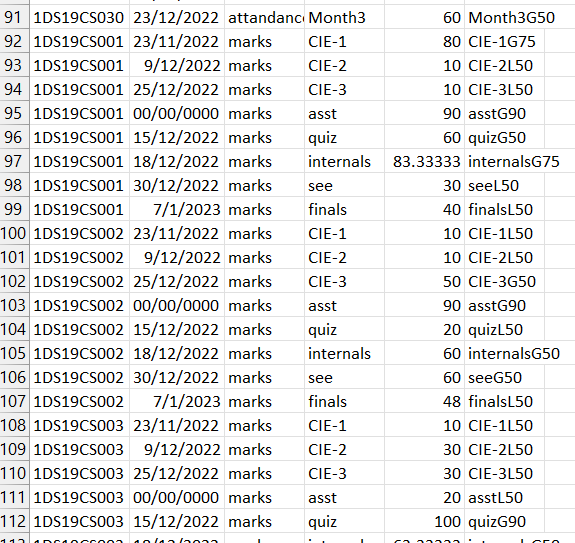 91 1DS19CS030 23/12/2022 attandanc Month3 60 Month3G50
92 1DS19CS001 23/11/2022 marks CIE-1 80 CIE-1G75
93 1DS19CS001 9/12/2022 marks CIE-2 10 CIE-2L50
94 1DS19CS001 25/12/2022 marks CIE-3 10 CIE-3L50
95 1DS19CS001 00/00/0000 marks asst 90 asstG90
96 1DS19CS001 15/12/2022 marks quiz 60 quizG50
97 1DS19CS001 18/12/2022 marks internals 83.33333 internalsG75
98 1DS19CS001 30/12/2022 marks see 30 seeL50
99 1DS19CS001 7/1/2023 marks finals 40 finalsL50
100 1DS19CS002 23/11/2022 marks CIE-1 10 CIE-1L50
101 1DS19CS002 9/12/2022 marks CIE-2 10 CIE-2L50
102 1DS19CS002 25/12/2022 marks CIE-3 50 CIE-3G50
103 1DS19CS002 00/00/0000 marks asst 90 asstG90
104 1DS19CS002 15/12/2022 marks quiz 20 quizL50
105 1DS19CS002 18/12/2022 marks internals 60 internalsG50
106 1DS19CS002 30/12/2022 marks see 60 seeG50
107 1DS19CS002 7/1/2023 marks finals 48 finalsL50
108 1DS19CS003 23/11/2022 marks CIE-1 10 CIE-1L50
109 1DS19CS003 9/12/2022 marks CIE-2 30 CIE-2L50
110 1DS19CS003 25/12/2022 marks CIE-3 30 CIE-3L50
111 1DS19CS003 00/00/0000 marks asst 20 asstL50
112 1DS19CS003 15/12/2022 marks quiz 100 quizG90